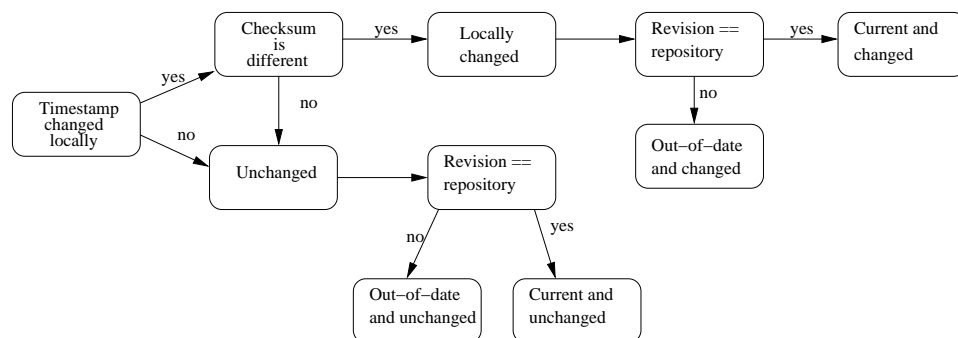 Checksum
is
different
yes
Locally
changed
Revision ==
repository
yes
Current and
changed
yes
no
no
Timestamp
changed
locally
no
Unchanged
Revision ==
repository
Out−of−date
and changed
no
yes
Out−of−date
and unchanged
Current and
unchanged